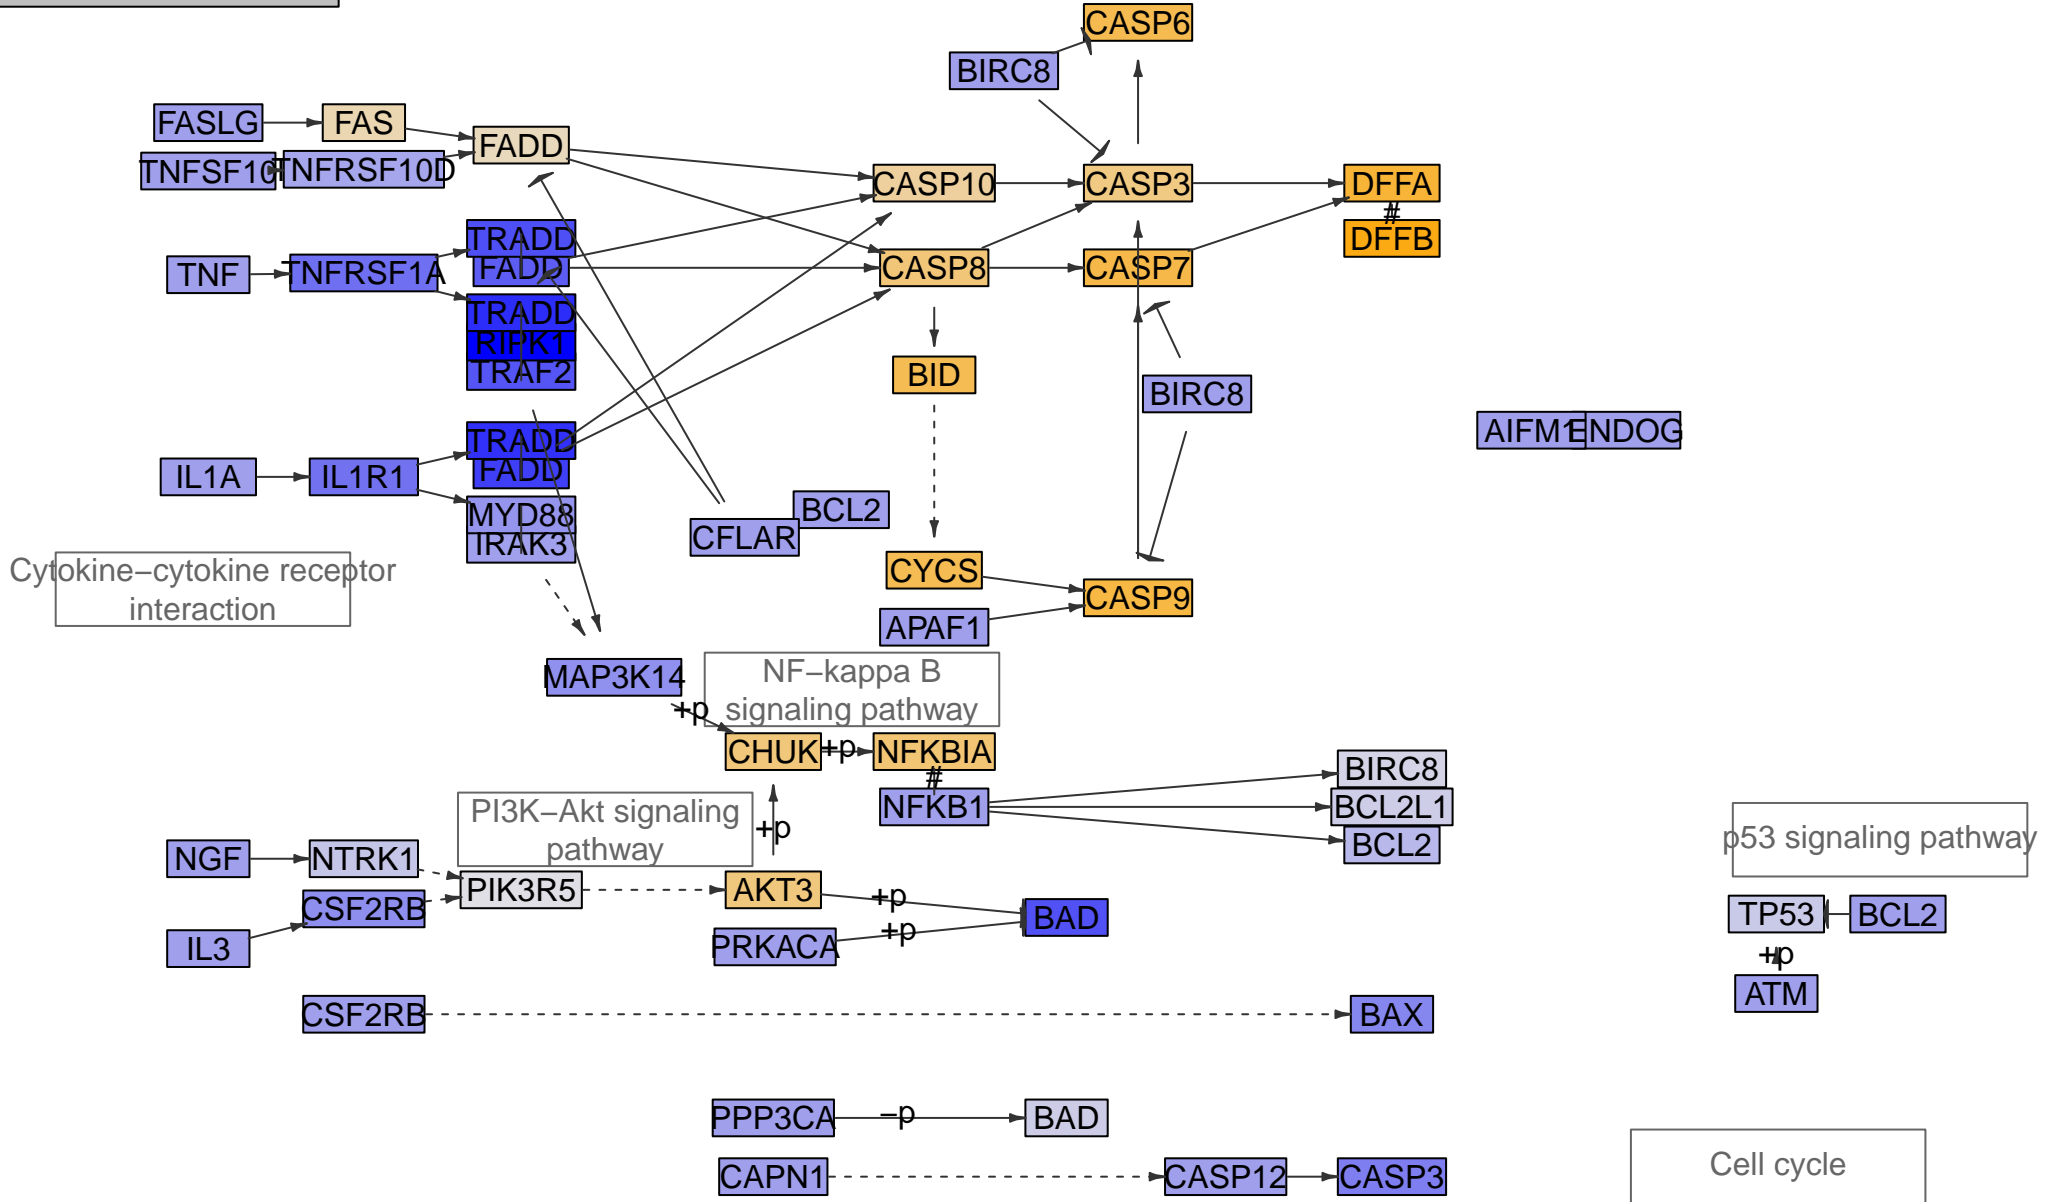 CASP6
BIRC8
FASLG
FAS
FADD
TNFSF10
TNFRSF10D
CASP10
CASP3
DFFA
#
DFFB
TRADD
FADD
TNF
TNFRSF1A
CASP8
CASP7
TRADD
RIPK1
TRAF2
BID
BIRC8
AIFM1
ENDOG
TRADD
FADD
IL1A
IL1R1
MYD88
IRAK3
BCL2
CFLAR
Cytokine−cytokine receptor
interaction
CYCS
CASP9
APAF1
MAP3K14
NF−kappa B
signaling pathway
+p
CHUK
+p
NFKBIA
#
NFKB1
BIRC8
BCL2L1
BCL2
PI3K−Akt signaling
pathway
+p
p53 signaling pathway
NGF
NTRK1
PIK3R5
CSF2RB
IL3
AKT3
+p
BAD
+p
PRKACA
TP53
BCL2
+p
ATM
CSF2RB
BAX
PPP3CA
−p
BAD
CAPN1
CASP12
CASP3
Cell cycle